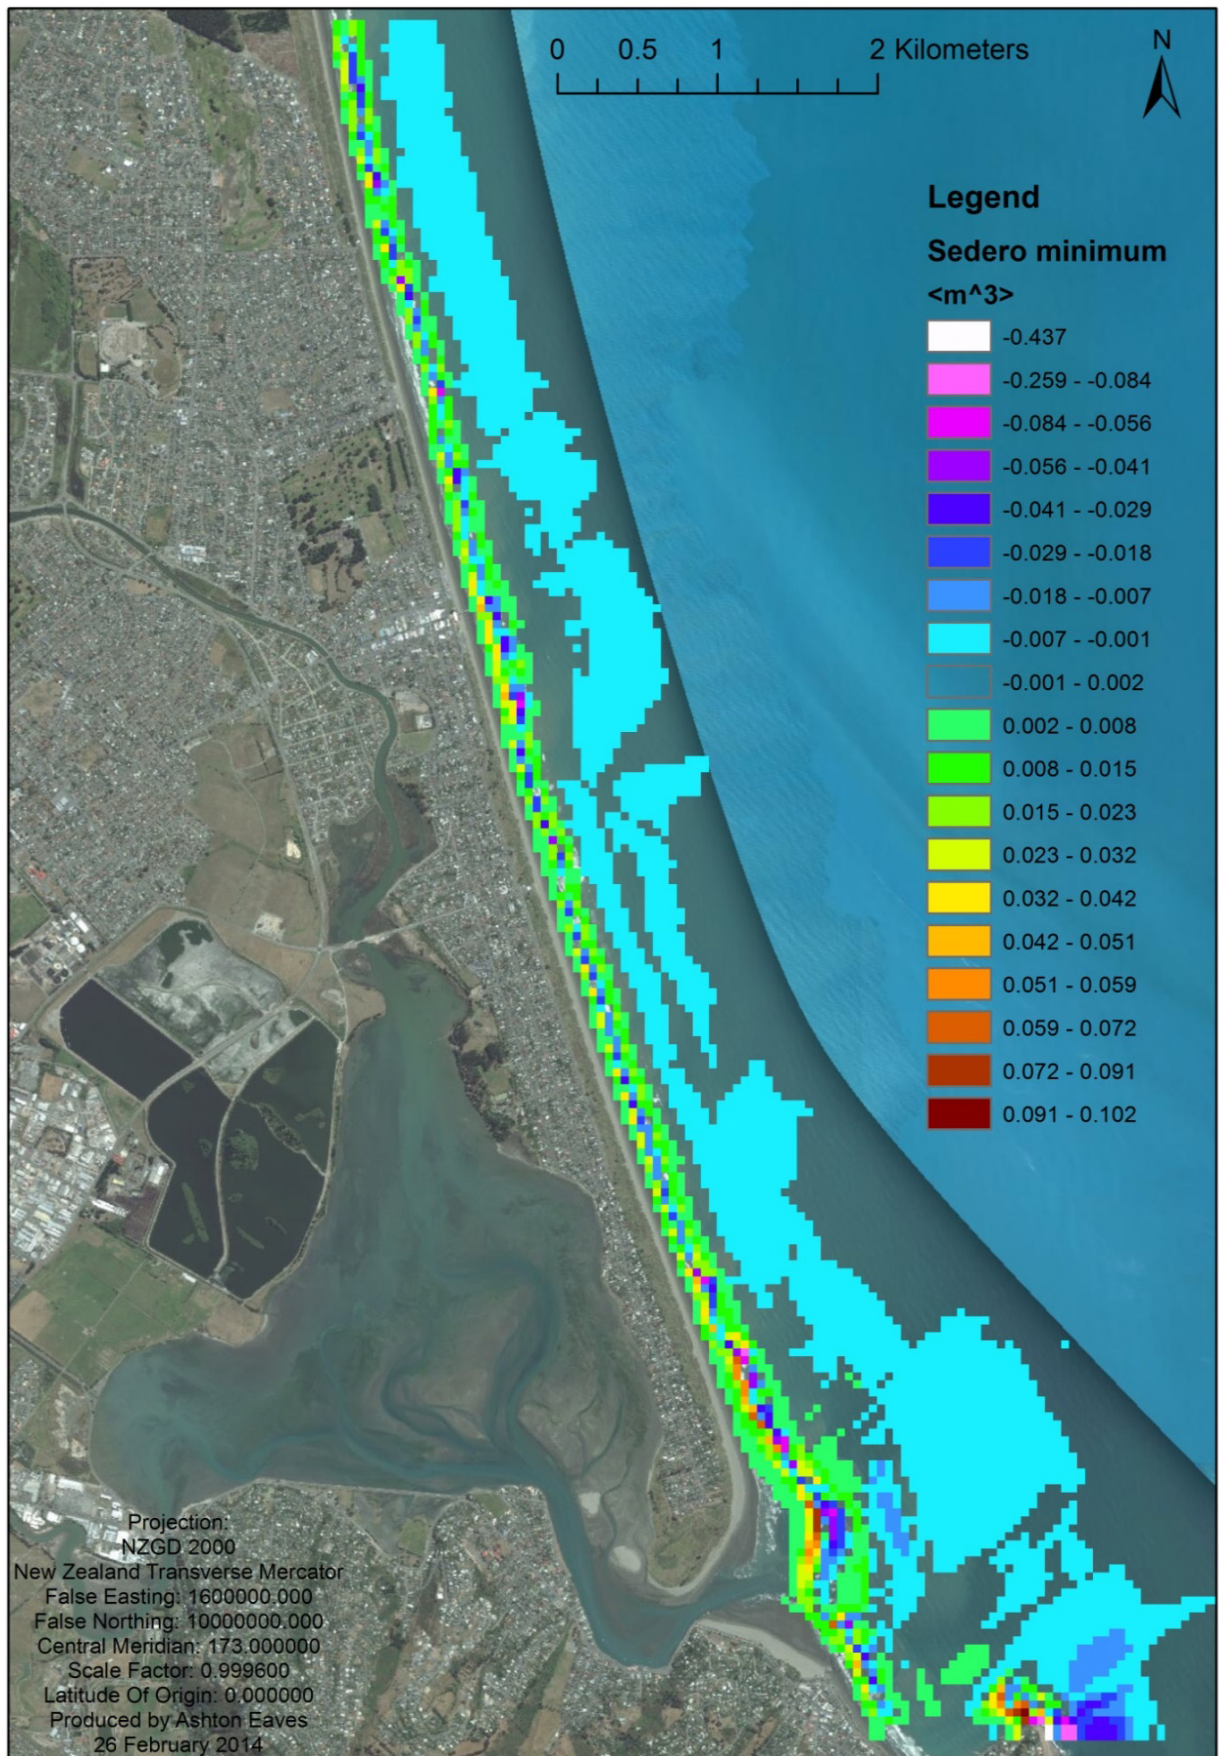 0 0.5 1 2 Kilometers
N
Legend
Sedero minimum
<m^3>
-0.437
-0.259 - -0.084
-0.084 - -0.056
-0.056 - -0.041
-0.041 - -0.029
-0.029 - -0.018
-0.018 - -0.007
-0.007 - -0.001
-0.001 - 0.002
0.002 - 0.008
0.008 - 0.015
0.015 - 0.023
0.023 - 0.032
0.032 - 0.042
0.042 - 0.051
0.051 - 0.059
0.059 - 0.072
0.072 - 0.091
0.091 - 0.102
Projection:
NZGD 2000
New Zealand Transverse Mercator
False Easting: 1600000.000
False Northing: 10000000.000
Central Meridian: 173.000000
Scale Factor: 0.999600
Latitude Of Origin: 0.000000
Produced by Ashton Eaves
26 February 2014